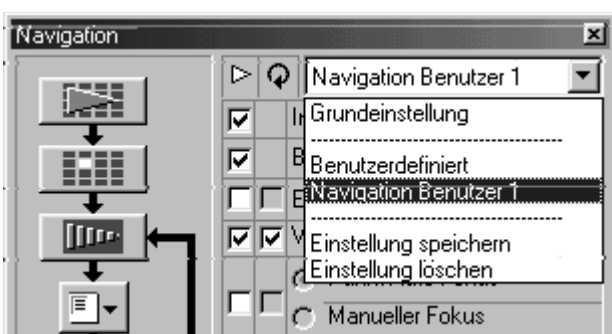 Navigation
Navigation Benutzer 1
Grundeinstellung
Benutzerdefiniert
Navigation Benutzer 1
Einstellung speichern
Einstellung löschen
Manueller Fokus